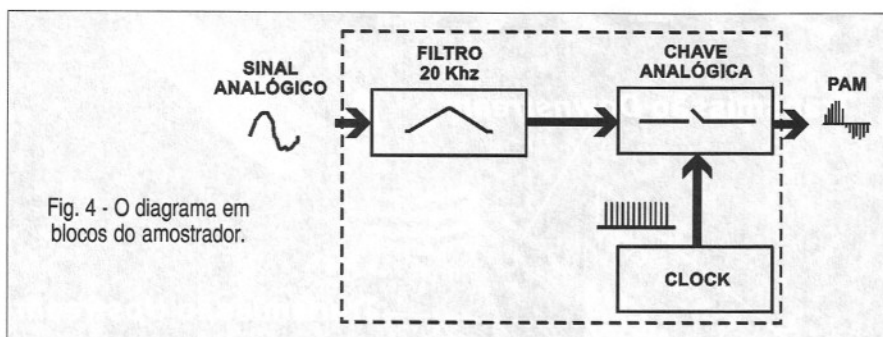 SINAL
ANALÓGICO
FILTRO
20 Khz
CHAVE
ANALÓGICA
PAM
Fig. 4 - O diagrama em
blocos do amostrador.
CLOCK